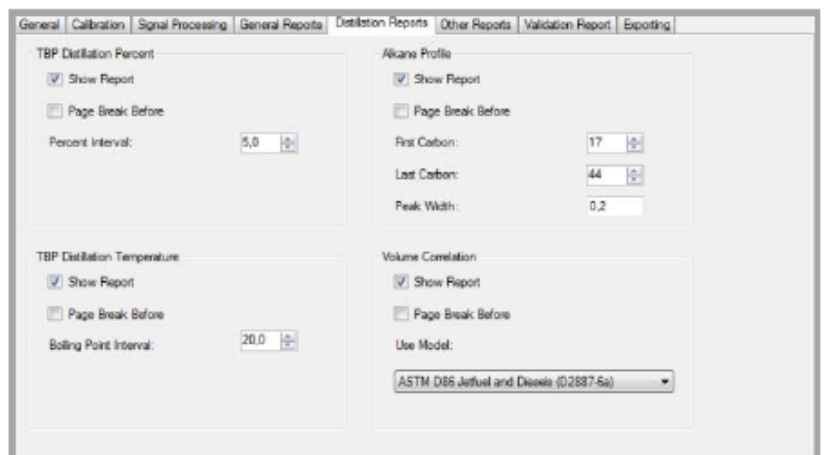 General Calibration Signal Processing General Reports Distillation Reports Other Reports Validation Report Exporting
TBP Distillation Percent
Show Report
Page Break Before
Percent Interval: 5,0
Alkane Profile
Show Report
Page Break Before
First Carbon: 17
Last Carbon: 44
Peak Width: 0,2
TBP Distillation Temperature
Show Report
Page Break Before
Boiling Point Interval: 20,0
Volume Correlation
Show Report
Page Break Before
Use Model:
ASTM D86 Jetfuel and Diesels (D2887-6a)